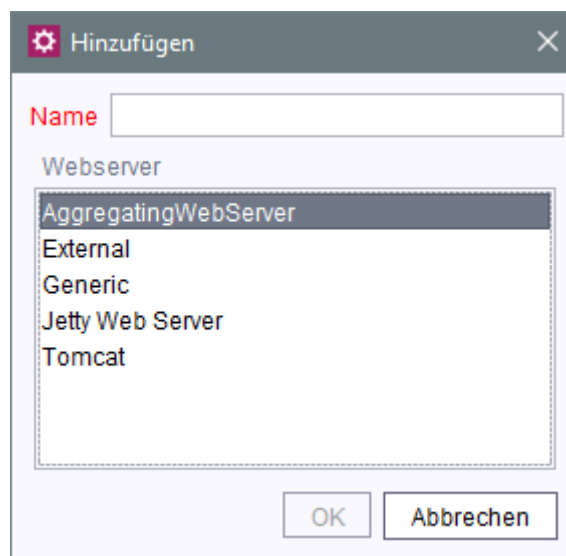 Hinzufügen
Name
Webserver
AggregatingWebServer
External
Generic
Jetty Web Server
Tomcat
OK Abbrechen